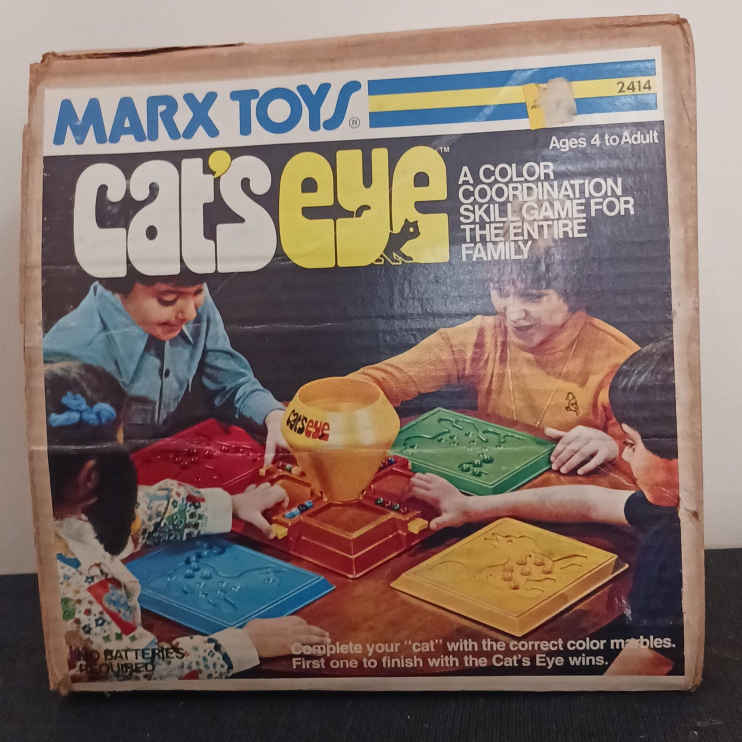 MARX TOYS®
2414
Ages 4 to Adult
cat's eye™
A COLOR
COORDINATION
SKILL GAME FOR
THE ENTIRE
FAMILY
cat's eye
NO BATTERIES
REQUIRED
Complete your "cat" with the correct color marbles.
First one to finish with the Cat's Eye wins.